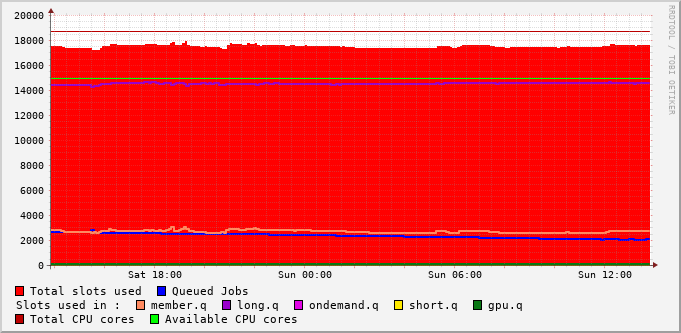 20000
18000
16000
14000
12000
10000
8000
6000
4000
2000
0
Sat 18:00 Sun 00:00 Sun 06:00 Sun 12:00
RRDTOOL / TOBI OETIKER
Total slots used Queued Jobs
Slots used in : member.q long.q ondemand.q short.q gpu.q
Total CPU cores Available CPU cores